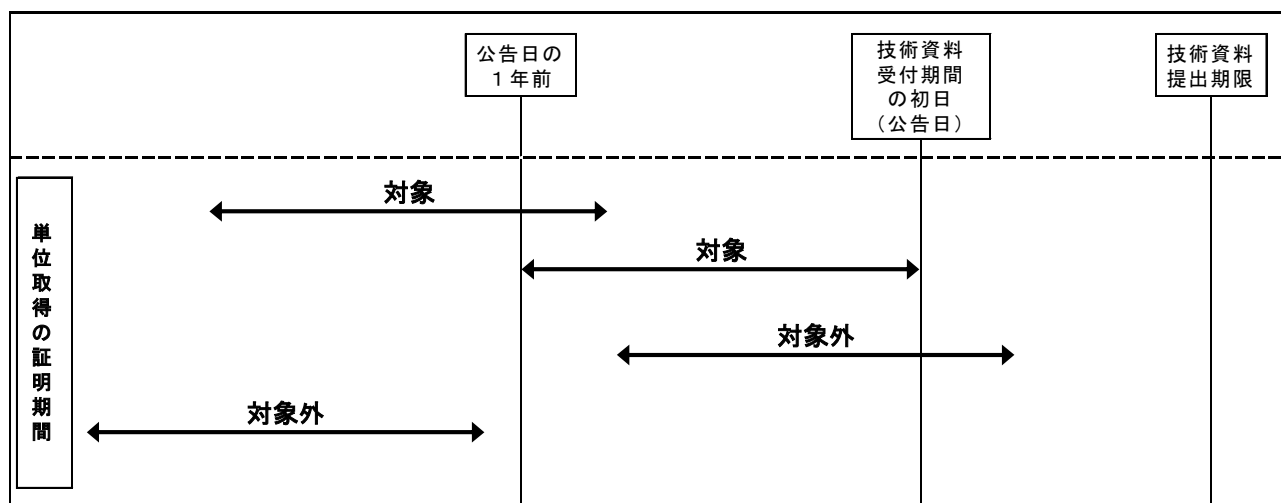 公告日の
１年前
技術資料
受付期間
の初日
（公告日）
技術資料
提出期限
単位取得の証明期間
対象
対象
対象外
対象外